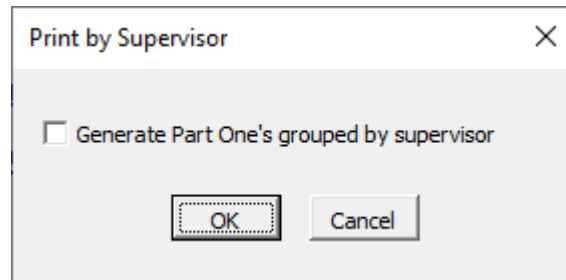 Print by Supervisor
Generate Part One's grouped by supervisor
OK
Cancel